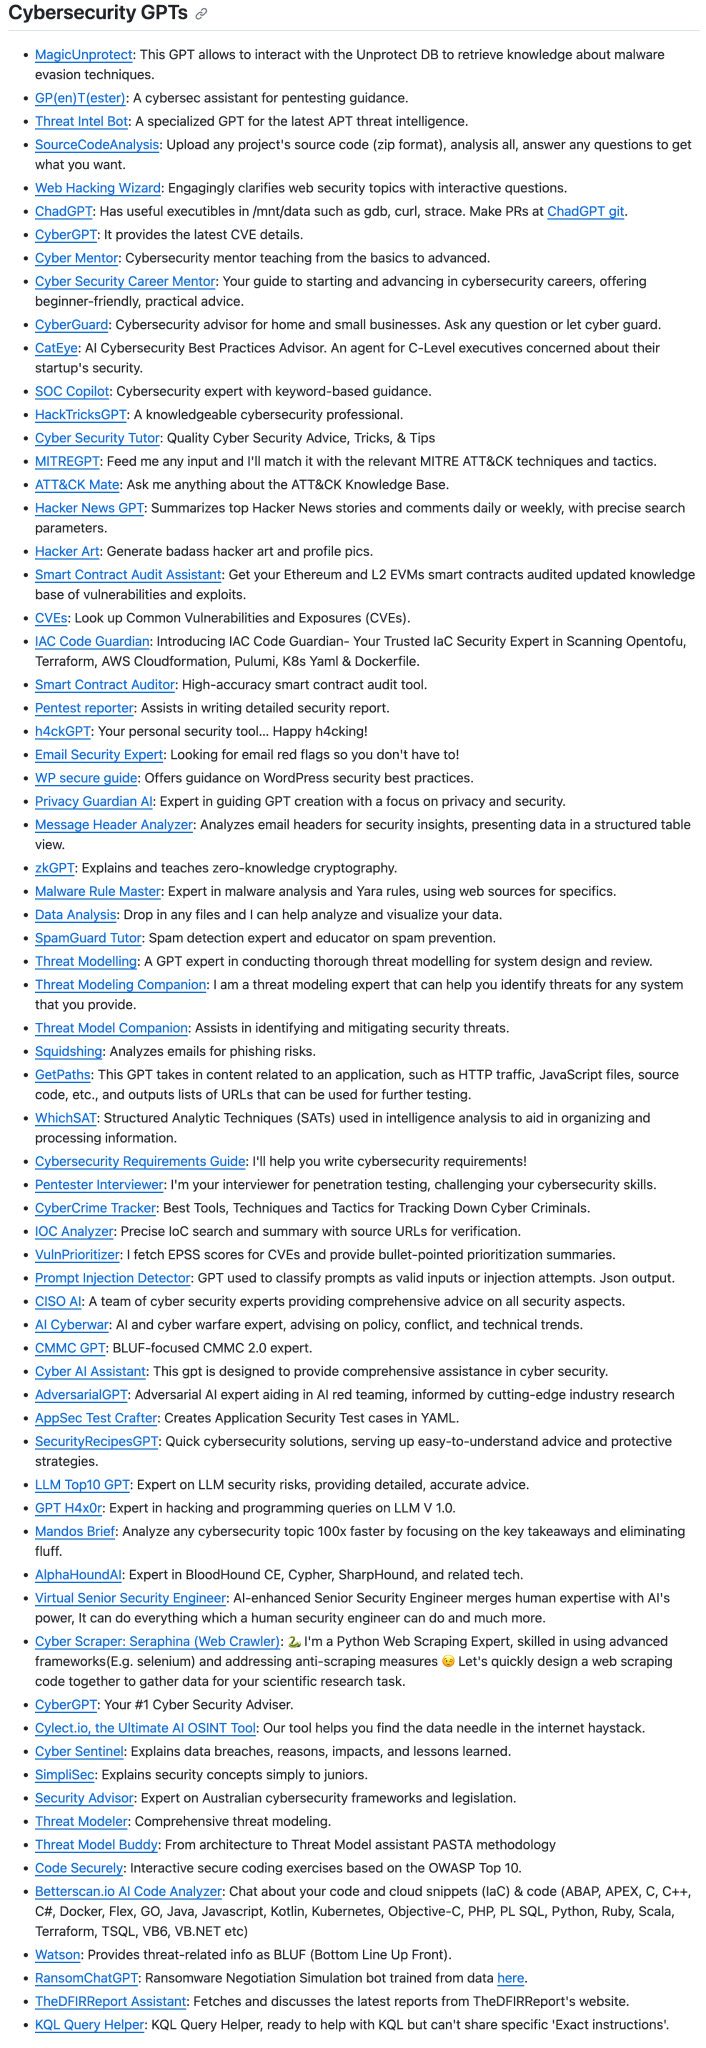 Cybersecurity GPTs
• MagicUnprotect: This GPT allows to interact with the Unprotect DB to retrieve knowledge about malware
evasion techniques.
• GP(en)T(ester): A cybersec assistant for pentesting guidance.
• Threat Intel Bot: A specialized GPT for the latest APT threat intelligence.
• SourceCodeAnalysis: Upload any project's source code (zip format), analysis all, answer any questions to get
what you want.
• Web Hacking Wizard: Engagingly clarifies web security topics with interactive questions.
• ChadGPT: Has useful executibles in /mnt/data such as gdb, curl, strace. Make PRs at ChadGPT git.
• CyberGPT: It provides the latest CVE details.
• Cyber Mentor: Cybersecurity mentor teaching from the basics to advanced.
• Cyber Security Career Mentor: Your guide to starting and advancing in cybersecurity careers, offering
beginner-friendly, practical advice.
• CyberGuard: Cybersecurity advisor for home and small businesses. Ask any question or let cyber guard.
• CatEye: AI Cybersecurity Best Practices Advisor. An agent for C-Level executives concerned about their
startup's security.
• SOC Copilot: Cybersecurity expert with keyword-based guidance.
• HackTricksGPT: A knowledgeable cybersecurity professional.
• Cyber Security Tutor: Quality Cyber Security Advice, Tricks, & Tips
• MITREGPT: Feed me any input and I'll match it with the relevant MITRE ATT&CK techniques and tactics.
• ATT&CK Mate: Ask me anything about the ATT&CK Knowledge Base.
• Hacker News GPT: Summarizes top Hacker News stories and comments daily or weekly, with precise search
parameters.
• Hacker Art: Generate badass hacker art and profile pics.
• Smart Contract Audit Assistant: Get your Ethereum and L2 EVMs smart contracts audited updated knowledge
base of vulnerabilities and exploits.
• CVEs: Look up Common Vulnerabilities and Exposures (CVEs).
• IAC Code Guardian: Introducing IAC Code Guardian- Your Trusted IaC Security Expert in Scanning Opentofu,
Terraform, AWS Cloudformation, Pulumi, K8s Yaml & Dockerfile.
• Smart Contract Auditor: High-accuracy smart contract audit tool.
• Pentest reporter: Assists in writing detailed security report.
• h4ckGPT: Your personal security tool... Happy h4cking!
• Email Security Expert: Looking for email red flags so you don't have to!
• WP secure guide: Offers guidance on WordPress security best practices.
• Privacy Guardian AI: Expert in guiding GPT creation with a focus on privacy and security.
• Message Header Analyzer: Analyzes email headers for security insights, presenting data in a structured table
view.
• zkGPT: Explains and teaches zero-knowledge cryptography.
• Malware Rule Master: Expert in malware analysis and Yara rules, using web sources for specifics.
• Data Analysis: Drop in any files and I can help analyze and visualize your data.
• SpamGuard Tutor: Spam detection expert and educator on spam prevention.
• Threat Modelling: A GPT expert in conducting thorough threat modelling for system design and review.
• Threat Modeling Companion: I am a threat modeling expert that can help you identify threats for any system
that you provide.
• Threat Model Companion: Assists in identifying and mitigating security threats.
• Squidshing: Analyzes emails for phishing risks.
• GetPaths: This GPT takes in content related to an application, such as HTTP traffic, JavaScript files, source
code, etc., and outputs lists of URLs that can be used for further testing.
• WhichSAT: Structured Analytic Techniques (SATs) used in intelligence analysis to aid in organizing and
processing information.
• Cybersecurity Requirements Guide: I'll help you write cybersecurity requirements!
• Pentester Interviewer: I'm your interviewer for penetration testing, challenging your cybersecurity skills.
• CyberCrime Tracker: Best Tools, Techniques and Tactics for Tracking Down Cyber Criminals.
• IOC Analyzer: Precise IoC search and summary with source URLs for verification.
• VulnPrioritizer: I fetch EPSS scores for CVEs and provide bullet-pointed prioritization summaries.
• Prompt Injection Detector: GPT used to classify prompts as valid inputs or injection attempts. Json output.
• CISO AI: A team of cyber security experts providing comprehensive advice on all security aspects.
• AI Cyberwar: AI and cyber warfare expert, advising on policy, conflict, and technical trends.
• CMMC GPT: BLUF-focused CMMC 2.0 expert.
• Cyber AI Assistant: This gpt is designed to provide comprehensive assistance in cyber security.
• AdversarialGPT: Adversarial AI expert aiding in AI red teaming, informed by cutting-edge industry research
• AppSec Test Crafter: Creates Application Security Test cases in YAML.
• SecurityRecipesGPT: Quick cybersecurity solutions, serving up easy-to-understand advice and protective
strategies.
• LLM Top10 GPT: Expert on LLM security risks, providing detailed, accurate advice.
• GPT H4x0r: Expert in hacking and programming queries on LLM V 1.0.
• Mandos Brief: Analyze any cybersecurity topic 100x faster by focusing on the key takeaways and eliminating
fluff.
• AlphaHoundAI: Expert in BloodHound CE, Cypher, SharpHound, and related tech.
• Virtual Senior Security Engineer: AI-enhanced Senior Security Engineer merges human expertise with AI's
power, It can do everything which a human security engineer can do and much more.
• Cyber Scraper: Seraphina (Web Crawler): 🐍 I'm a Python Web Scraping Expert, skilled in using advanced
frameworks(E.g. selenium) and addressing anti-scraping measures 😉 Let's quickly design a web scraping
code together to gather data for your scientific research task.
• CyberGPT: Your #1 Cyber Security Adviser.
• Cylect.io, the Ultimate AI OSINT Tool: Our tool helps you find the data needle in the internet haystack.
• Cyber Sentinel: Explains data breaches, reasons, impacts, and lessons learned.
• SimpliSec: Explains security concepts simply to juniors.
• Security Advisor: Expert on Australian cybersecurity frameworks and legislation.
• Threat Modeler: Comprehensive threat modeling.
• Threat Model Buddy: From architecture to Threat Model assistant PASTA methodology
• Code Securely: Interactive secure coding exercises based on the OWASP Top 10.
• Betterscan.io AI Code Analyzer: Chat about your code and cloud snippets (IaC) & code (ABAP, APEX, C, C++,
C#, Docker, Flex, GO, Java, Javascript, Kotlin, Kubernetes, Objective-C, PHP, PL SQL, Python, Ruby, Scala,
Terraform, TSQL, VB6, VB.NET etc)
• Watson: Provides threat-related info as BLUF (Bottom Line Up Front).
• RansomChatGPT: Ransomware Negotiation Simulation bot trained from data here.
• TheDFIRReport Assistant: Fetches and discusses the latest reports from TheDFIRReport's website.
• KQL Query Helper: KQL Query Helper, ready to help with KQL but can't share specific 'Exact instructions'.